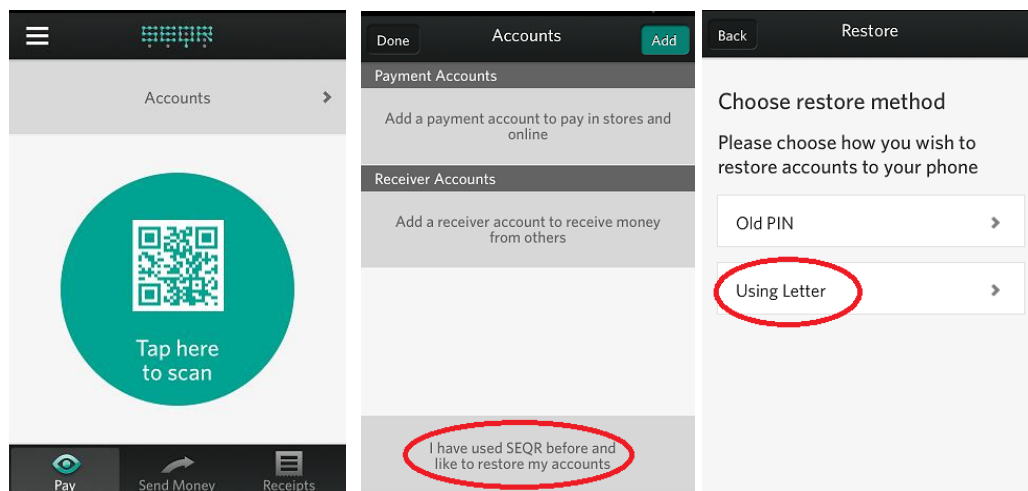 SEQR
Accounts
Tap here
to scan
Pay
Send Money
Receipts
Done
Accounts
Add
Payment Accounts
Add a payment account to pay in stores and
online
Receiver Accounts
Add a receiver account to receive money
from others
I have used SEQR before and
like to restore my accounts
Back
Restore
Choose restore method
Please choose how you wish to
restore accounts to your phone
Old PIN
Using Letter